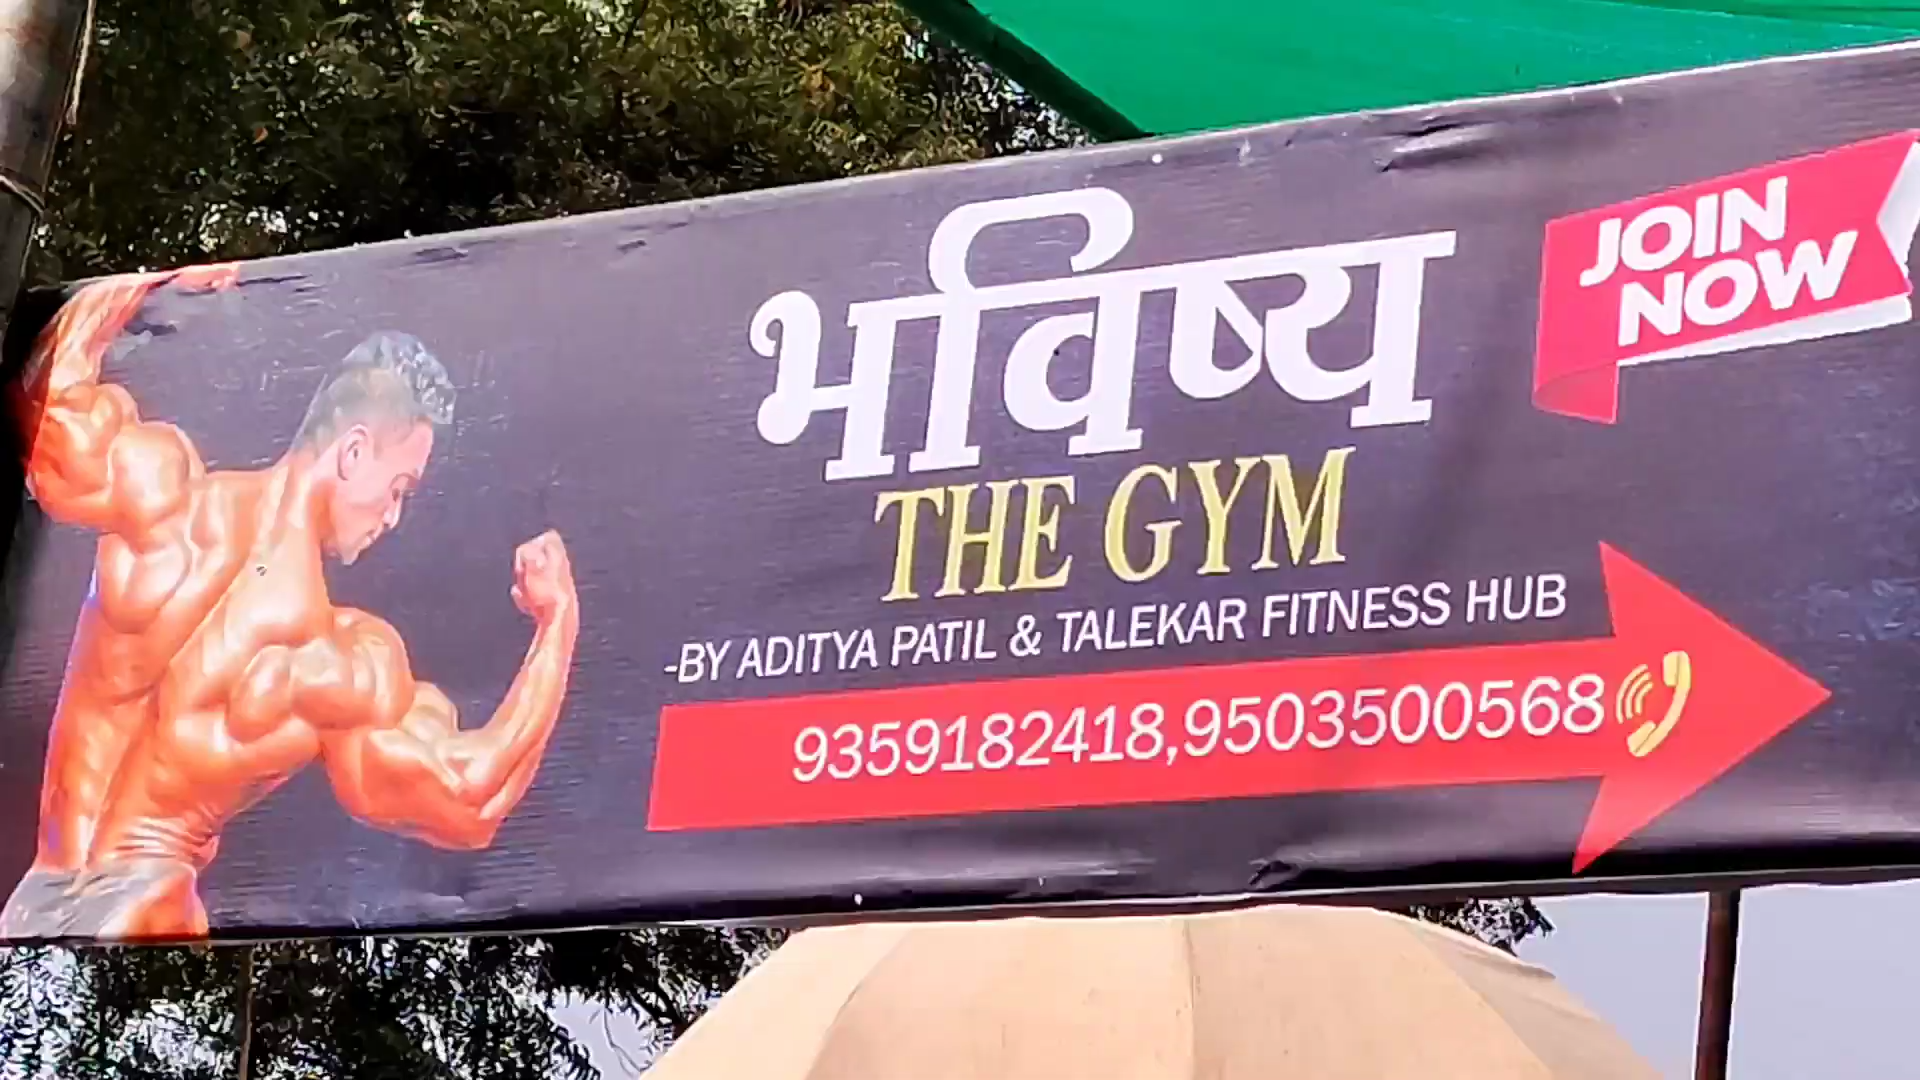 भविष्य
THE GYM
-BY ADITYA PATIL & TALEKAR FITNESS HUB
9359182418,9503500568
JOIN
NOW